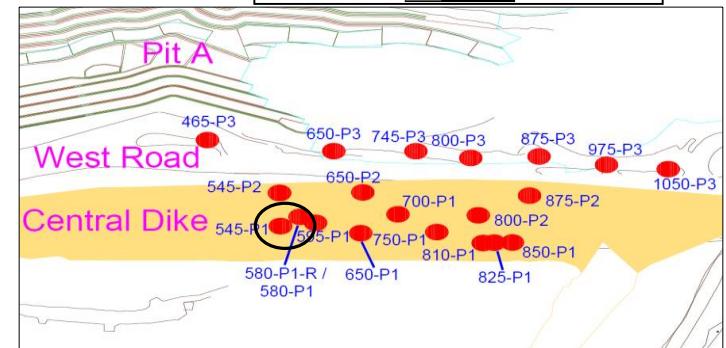 Pit A
465-P3
650-P3
745-P3
800-P3
875-P3
975-P3
1050-P3
West Road
545-P2
650-P2
875-P2
700-P1
800-P2
Central Dike
545-P1
595-P1
750-P1
810-P1
850-P1
580-P1-R /
580-P1
650-P1
825-P1